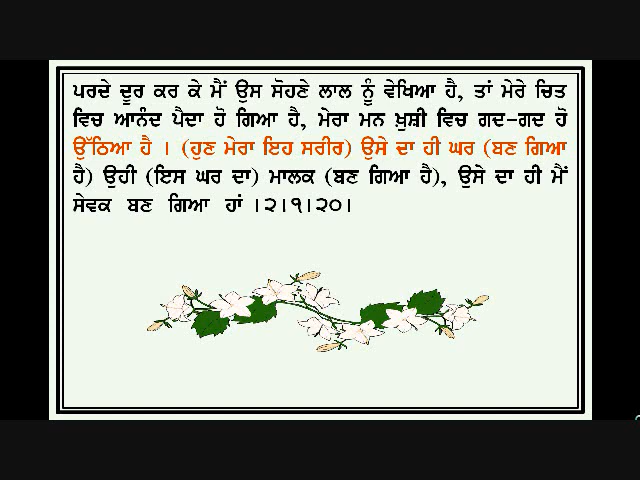 ਪਰਦੇ ਦੂਰ ਕਰ ਕੇ ਮੈਂ ਉਸ ਸੋਹਣੇ ਲਾਲ ਨੂੰ ਵੇਖਿਆ ਹੈ, ਤਾਂ ਮੇਰੇ ਚਿਤ
ਵਿਚ ਆਨੰਦ ਪੈਦਾ ਹੋ ਗਿਆ ਹੈ, ਮੇਰਾ ਮਨ ਖ਼ੁਸ਼ੀ ਵਿਚ ਗਦ-ਗਦ ਹੋ
ਉੱਠਿਆ ਹੈ । (ਹੁਣ ਮੇਰਾ ਇਹ ਸਰੀਰ) ਉਸੇ ਦਾ ਹੀ ਘਰ (ਬਣ ਗਿਆ
ਹੈ) ਉਹੀ (ਇਸ ਘਰ ਦਾ) ਮਾਲਕ (ਬਣ ਗਿਆ ਹੈ), ਉਸੇ ਦਾ ਹੀ ਮੈਂ
ਸੇਵਕ ਬਣ ਗਿਆ ਹਾਂ ।੨।੧।੨੦।